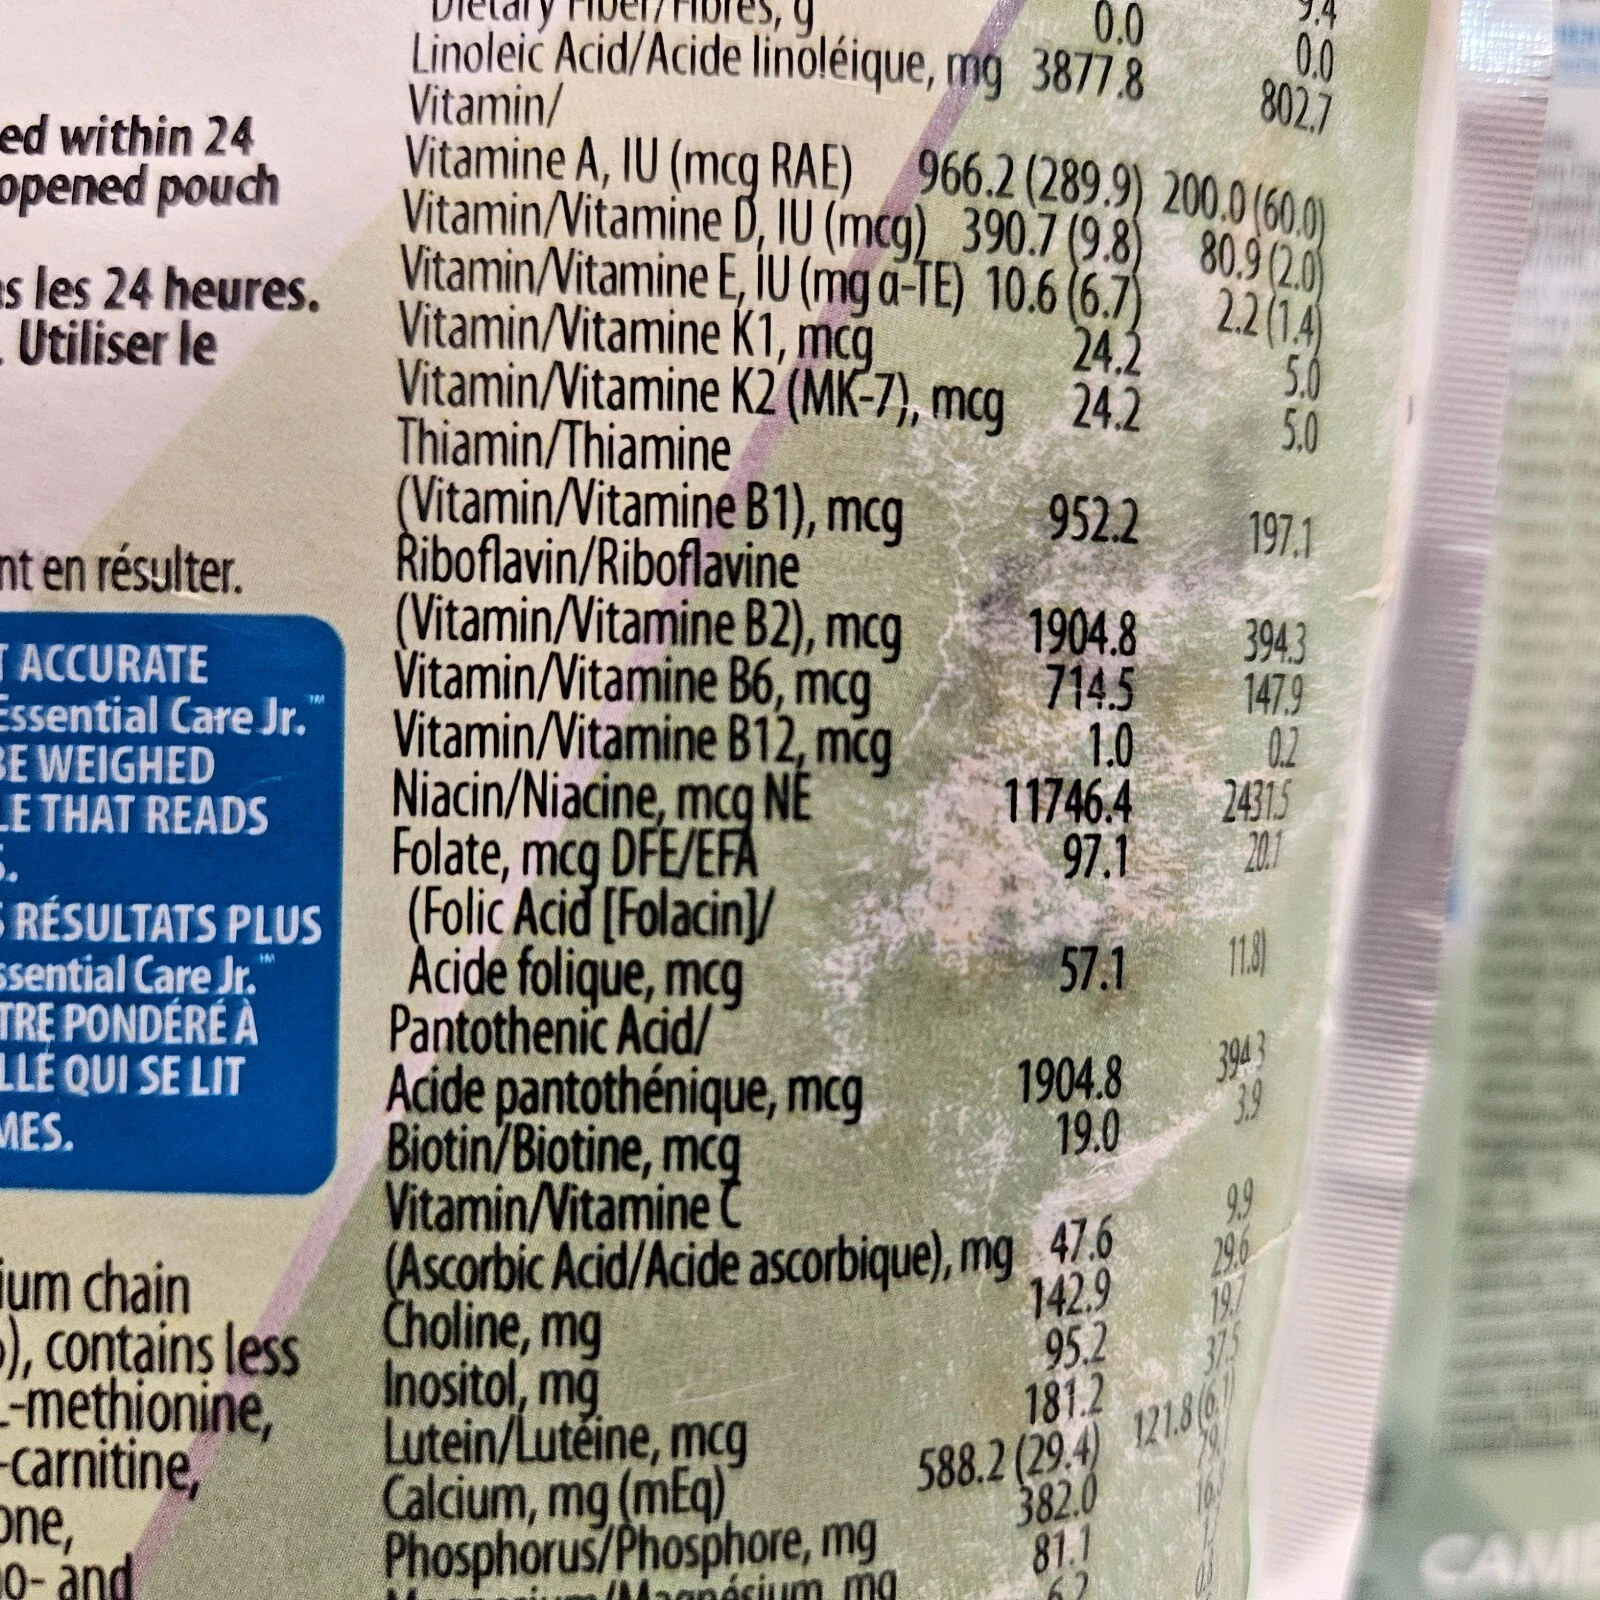 Dietary Fiber/Fibres, g 0.0 0.0
Linoleic Acid/Acide linoléique, mg 3877.8 802.7
Vitamin/
Vitamine A, IU (mcg RAE) 966.2 (289.9) 200.0 (60.0)
Vitamin/Vitamine D, IU (mcg) 390.7 (9.8) 80.9 (2.0)
Vitamin/Vitamine E, IU (mg α-TE) 10.6 (6.7) 2.2 (1.4)
Vitamin/Vitamine K1, mcg 24.2 5.0
Vitamin/Vitamine K2 (MK-7), mcg 24.2 5.0
Thiamin/Thiamine
(Vitamin/Vitamine B1), mcg 952.2 197.1
Riboflavin/Riboflavine
(Vitamin/Vitamine B2), mcg 1904.8 394.3
Vitamin/Vitamine B6, mcg 714.5 147.9
Vitamin/Vitamine B12, mcg 1.0 0.2
Niacin/Niacine, mcg NE 11746.4 2431.5
Folate, mcg DFE/EFA 97.1 20.1
(Folic Acid [Folacin]/
Acide folique, mcg 57.1 11.8)
Pantothenic Acid/
Acide pantothénique, mcg 1904.8 394.3
Biotin/Biotine, mcg 19.0 3.9
Vitamin/Vitamine C
(Ascorbic Acid/Acide ascorbique), mg 47.6 9.9
Choline, mg 142.9 29.6
Inositol, mg 95.2 19.7
Lutein/Lutéine, mcg 181.2 37.5
Calcium, mg (mEq) 588.2 (29.4) 121.8 (6.1)
Phosphorus/Phosphore, mg 382.0
Magnesium/Magnésium, mg 81.1
6.2
ed within 24
opened pouch
s les 24 heures.
. Utiliser le
nt en résulter.
T ACCURATE
Essential Care Jr.™
BE WEIGHED
LE THAT READS
S.
S RÉSULTATS PLUS
ssential Care Jr.™
TRE PONDÉRÉ À
LLE QUI SE LIT
MES.
ium chain
), contains less
L-methionine,
-carnitine,
one,
no- and
CAM